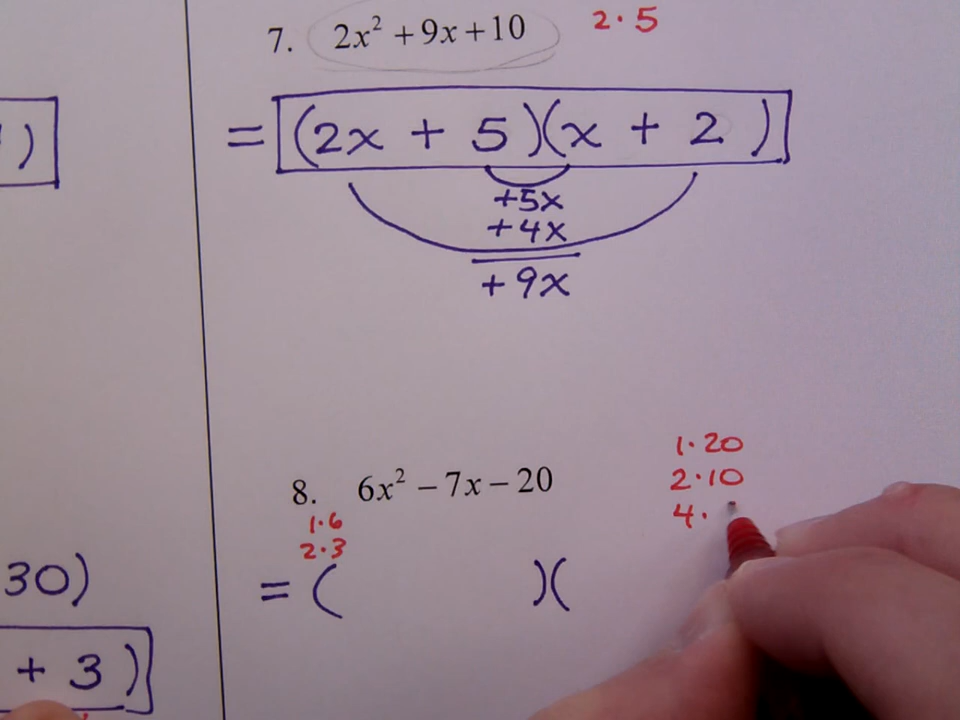 7. 2x² + 9x + 10 2 · 5
)
= (2x + 5)(x + 2)
+5x
+4x
+9x
1 · 20
8. 6x² − 7x − 20 2 · 10
1 · 6 4 ·
2 · 3
30)
= ( )(
+ 3)